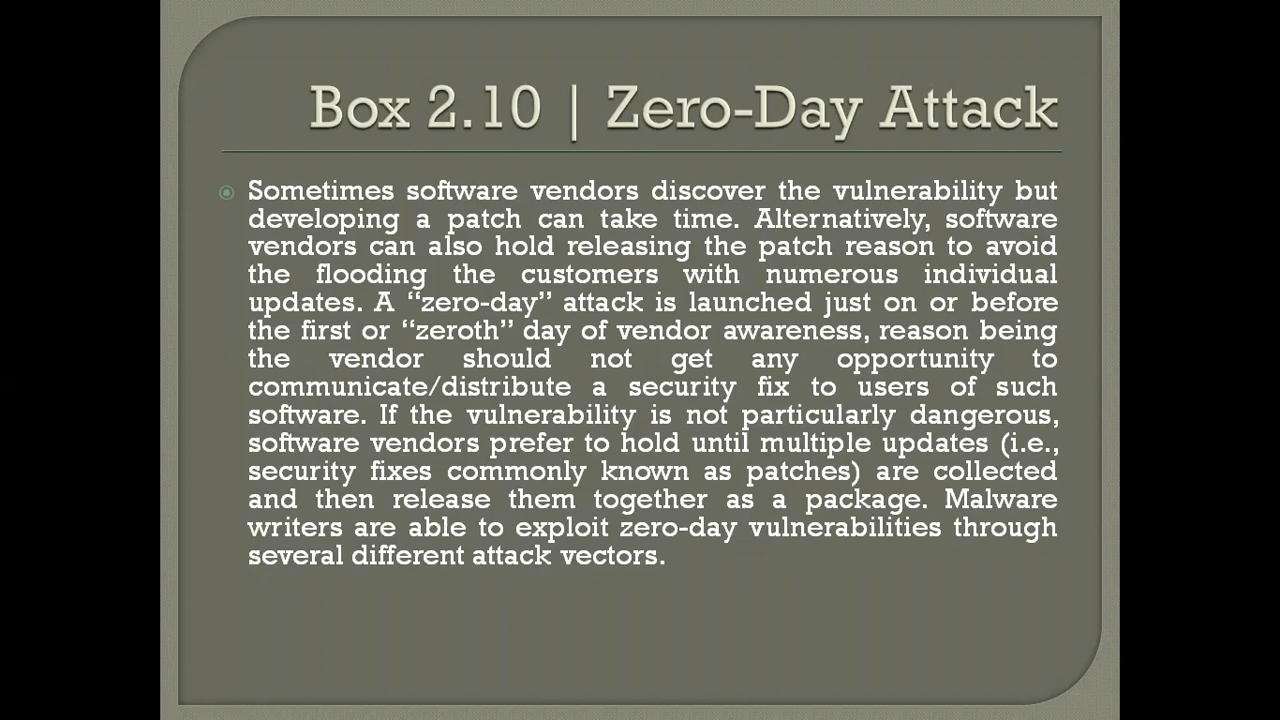 Box 2.10 | Zero-Day Attack
Sometimes software vendors discover the vulnerability but
developing a patch can take time. Alternatively, software
vendors can also hold releasing the patch reason to avoid
the flooding the customers with numerous individual
updates. A “zero-day” attack is launched just on or before
the first or “zeroth” day of vendor awareness, reason being
the vendor should not get any opportunity to
communicate/distribute a security fix to users of such
software. If the vulnerability is not particularly dangerous,
software vendors prefer to hold until multiple updates (i.e.,
security fixes commonly known as patches) are collected
and then release them together as a package. Malware
writers are able to exploit zero-day vulnerabilities through
several different attack vectors.